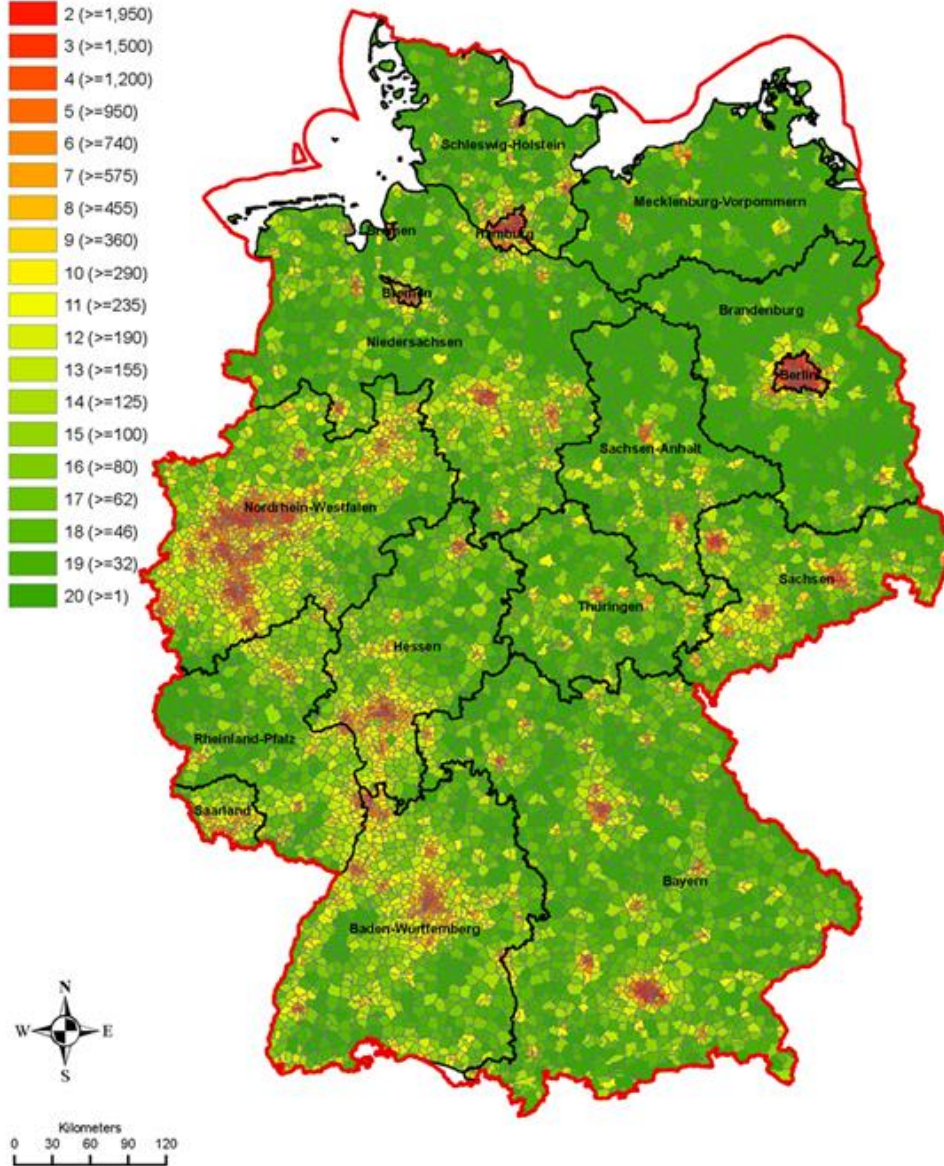 2 (>=1,950)
3 (>=1,500)
4 (>=1,200)
5 (>=950)
6 (>=740)
7 (>=575)
8 (>=455)
9 (>=360)
10 (>=290)
11 (>=235)
12 (>=190)
13 (>=155)
14 (>=125)
15 (>=100)
16 (>=80)
17 (>=62)
18 (>=46)
19 (>=32)
20 (>=1)
Schleswig-Holstein
Mecklenburg-Vorpommern
Bremen
Hamburg
Bremen
Brandenburg
Niedersachsen
Berlin
Sachsen-Anhalt
Nordrhein-Westfalen
Sachsen
Thüringen
Hessen
Rheinland-Pfalz
Saarland
Bayern
Baden-Württemberg
N
W E
S
Kilometers
0 30 60 90 120